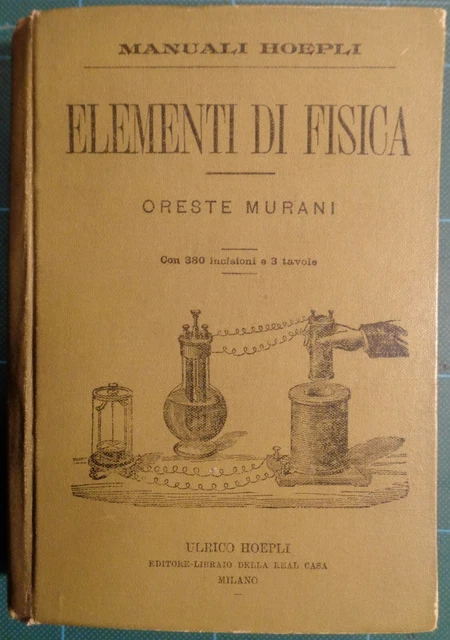 MANUALI HOEPLI
ELEMENTI DI FISICA
ORESTE MURANI
Con 380 incisioni e 3 tavole
ULRICO HOEPLI
EDITORE-LIBRAIO DELLA REAL CASA
MILANO